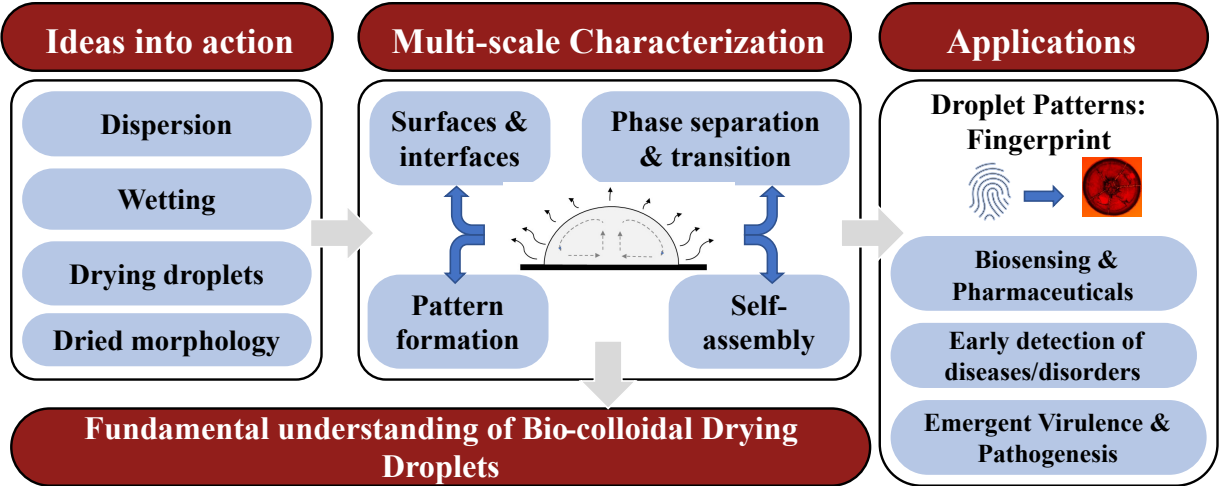 Ideas into action
Dispersion
Wetting
Drying droplets
Dried morphology
Multi-scale Characterization
Surfaces &
interfaces
Phase separation
& transition
Pattern
formation
Self-
assembly
Fundamental understanding of Bio-colloidal Drying
Droplets
Applications
Droplet Patterns:
Fingerprint
Biosensing &
Pharmaceuticals
Early detection of
diseases/disorders
Emergent Virulence &
Pathogenesis